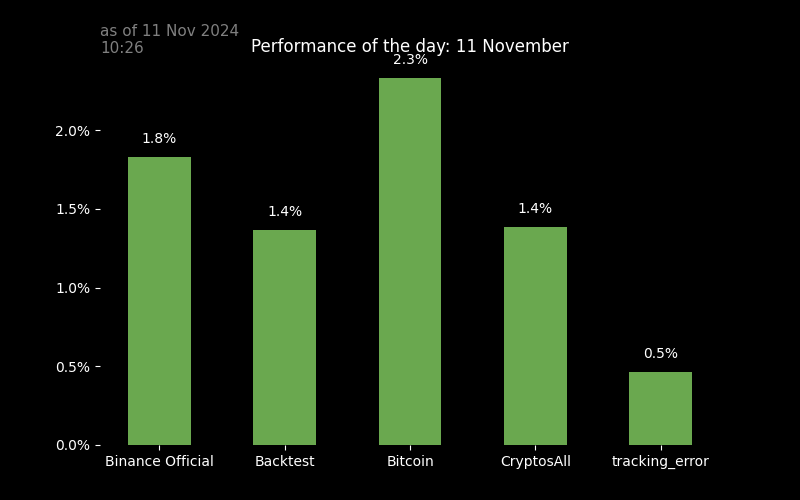 as of 11 Nov 2024
10:26
Performance of the day: 11 November
2.3%
2.0%
1.8%
1.5%
1.4%
1.4%
1.0%
0.5%
0.5%
0.0%
Binance Official
Backtest
Bitcoin
CryptosAll
tracking_error